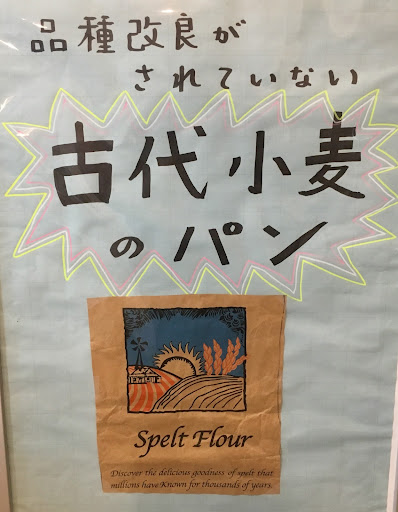 品種改良が
されていない
古代小麦
のパン
Spelt Flour
Discover the delicious goodness of spelt that
millions have Known for thousands of years.